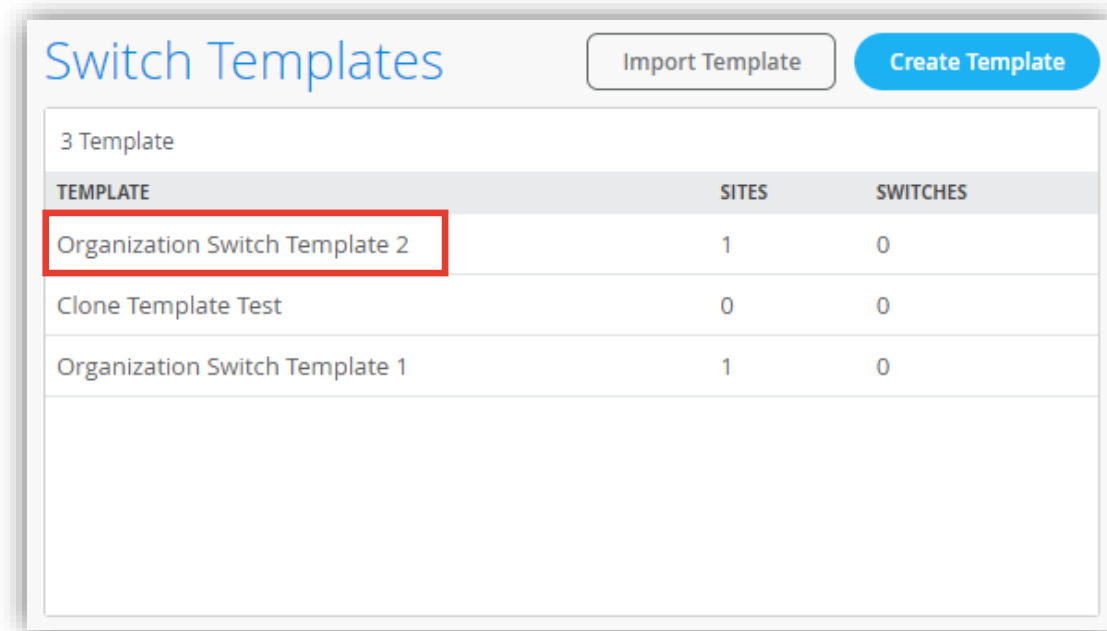 Switch Templates Import Template Create Template
3 Template
TEMPLATE SITES SWITCHES
Organization Switch Template 2 1 0
Clone Template Test 0 0
Organization Switch Template 1 1 0